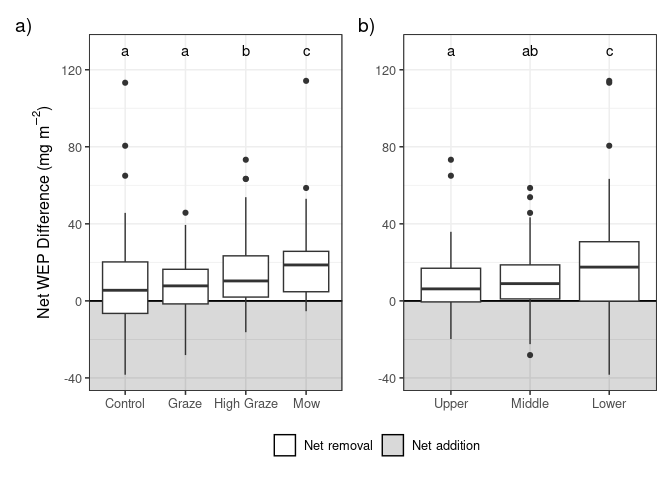 a)
b)
a a b c
a ab c
Net WEP Difference (mg m⁻²)
120
80
40
0
-40
120
80
40
0
-40
Control Graze High Graze Mow
Upper Middle Lower
Net removal Net addition